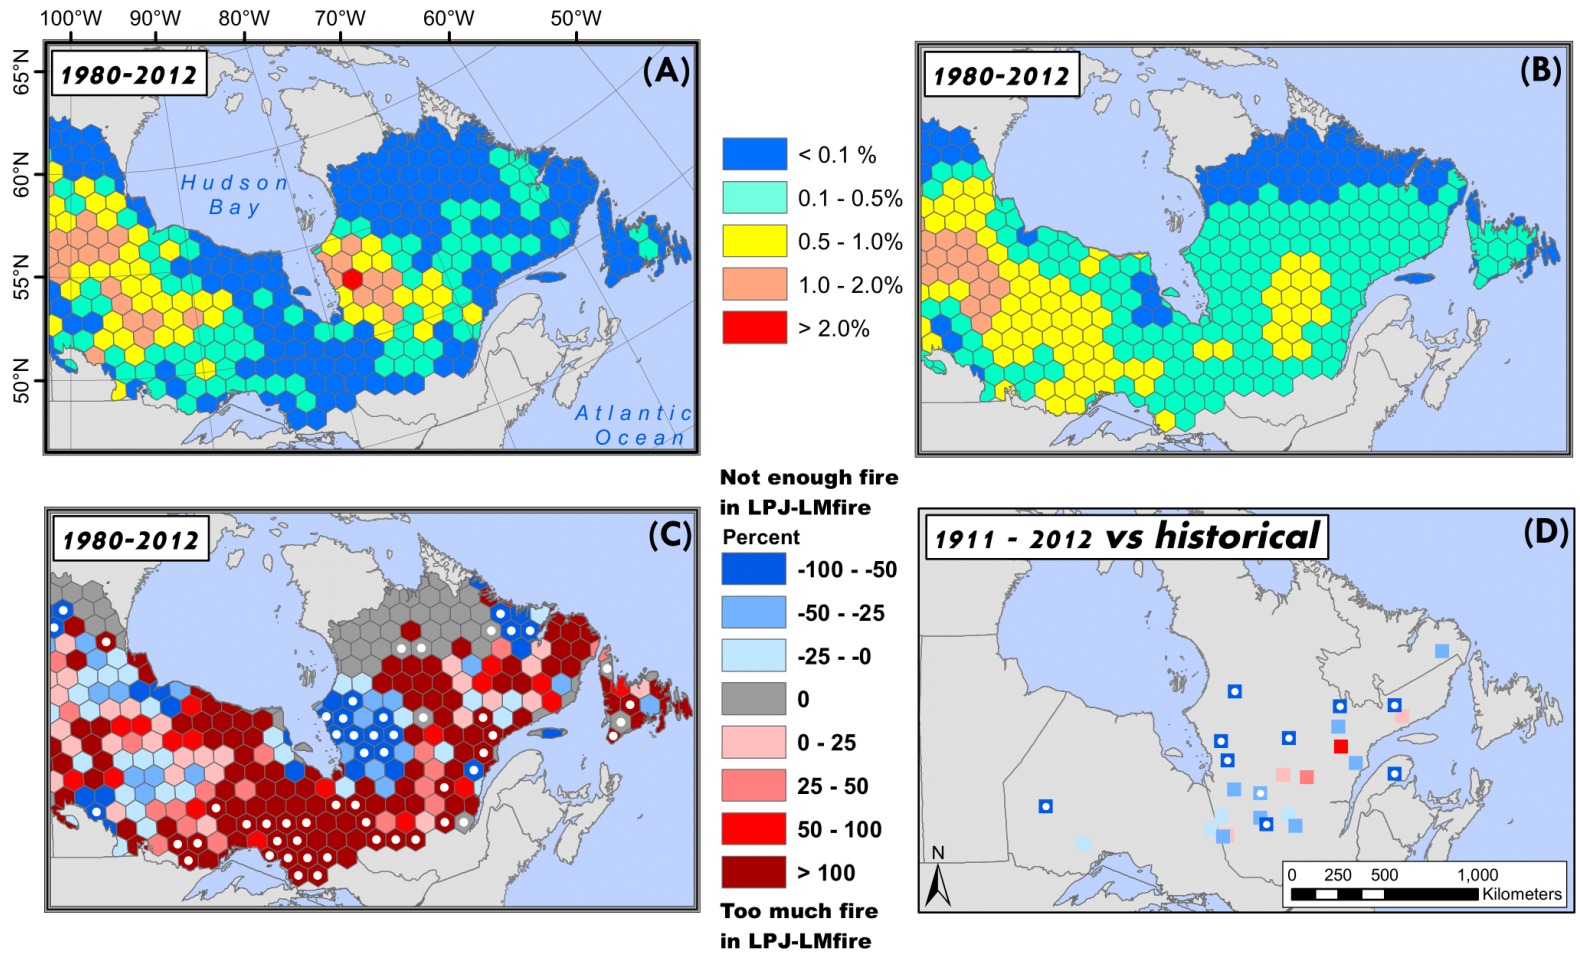 100°W 90°W 80°W 70°W 60°W 50°W
65°N
60°N
55°N
50°N
1980-2012
(A)
Hudson
Bay
Atlantic
Ocean
< 0.1 %
0.1 - 0.5%
0.5 - 1.0%
1.0 - 2.0%
> 2.0%
1980-2012
(B)
1980-2012
(C)
Not enough fire
in LPJ-LMfire
Percent
-100 - -50
-50 - -25
-25 - -0
0
0 - 25
25 - 50
50 - 100
> 100
Too much fire
in LPJ-LMfire
1911 - 2012 vs historical
(D)
N
0 250 500 1,000
Kilometers